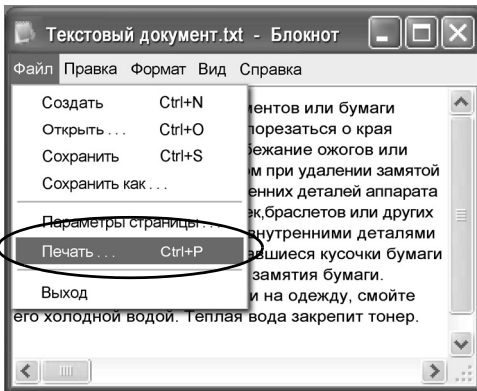 Текстовый документ.txt - Блокнот
Файл Правка Формат Вид Справка
Создать Ctrl+N
Открыть . . . Ctrl+O
Сохранить Ctrl+S
Сохранить как . . .
Параметры страницы . . .
Печать . . . Ctrl+P
Выход
ментов или бумаги
порезаться о края
бежание ожогов или
ом при удалении замятой
енних деталей аппарата
ек,браслетов или других
внутренними деталями
авшиеся кусочки бумаги
замятия бумаги.
и на одежду, смойте
его холодной водой. Теплая вода закрепит тонер.